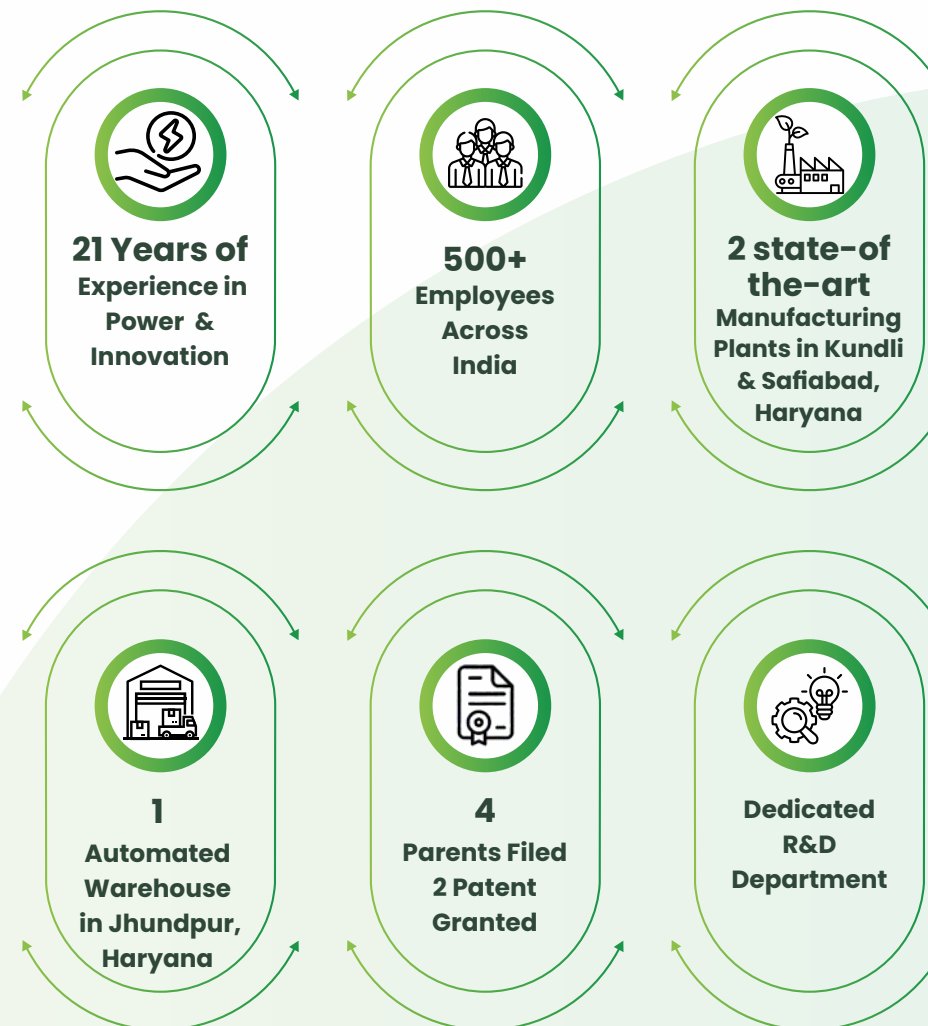 21 Years of
Experience in
Power &
Innovation
500+
Employees
Across
India
2 state-of
the-art
Manufacturing
Plants in Kundli
& Safiabad,
Haryana
1
Automated
Warehouse
in Jhundpur,
Haryana
4
Parents Filed
2 Patent
Granted
Dedicated
R&D
Department